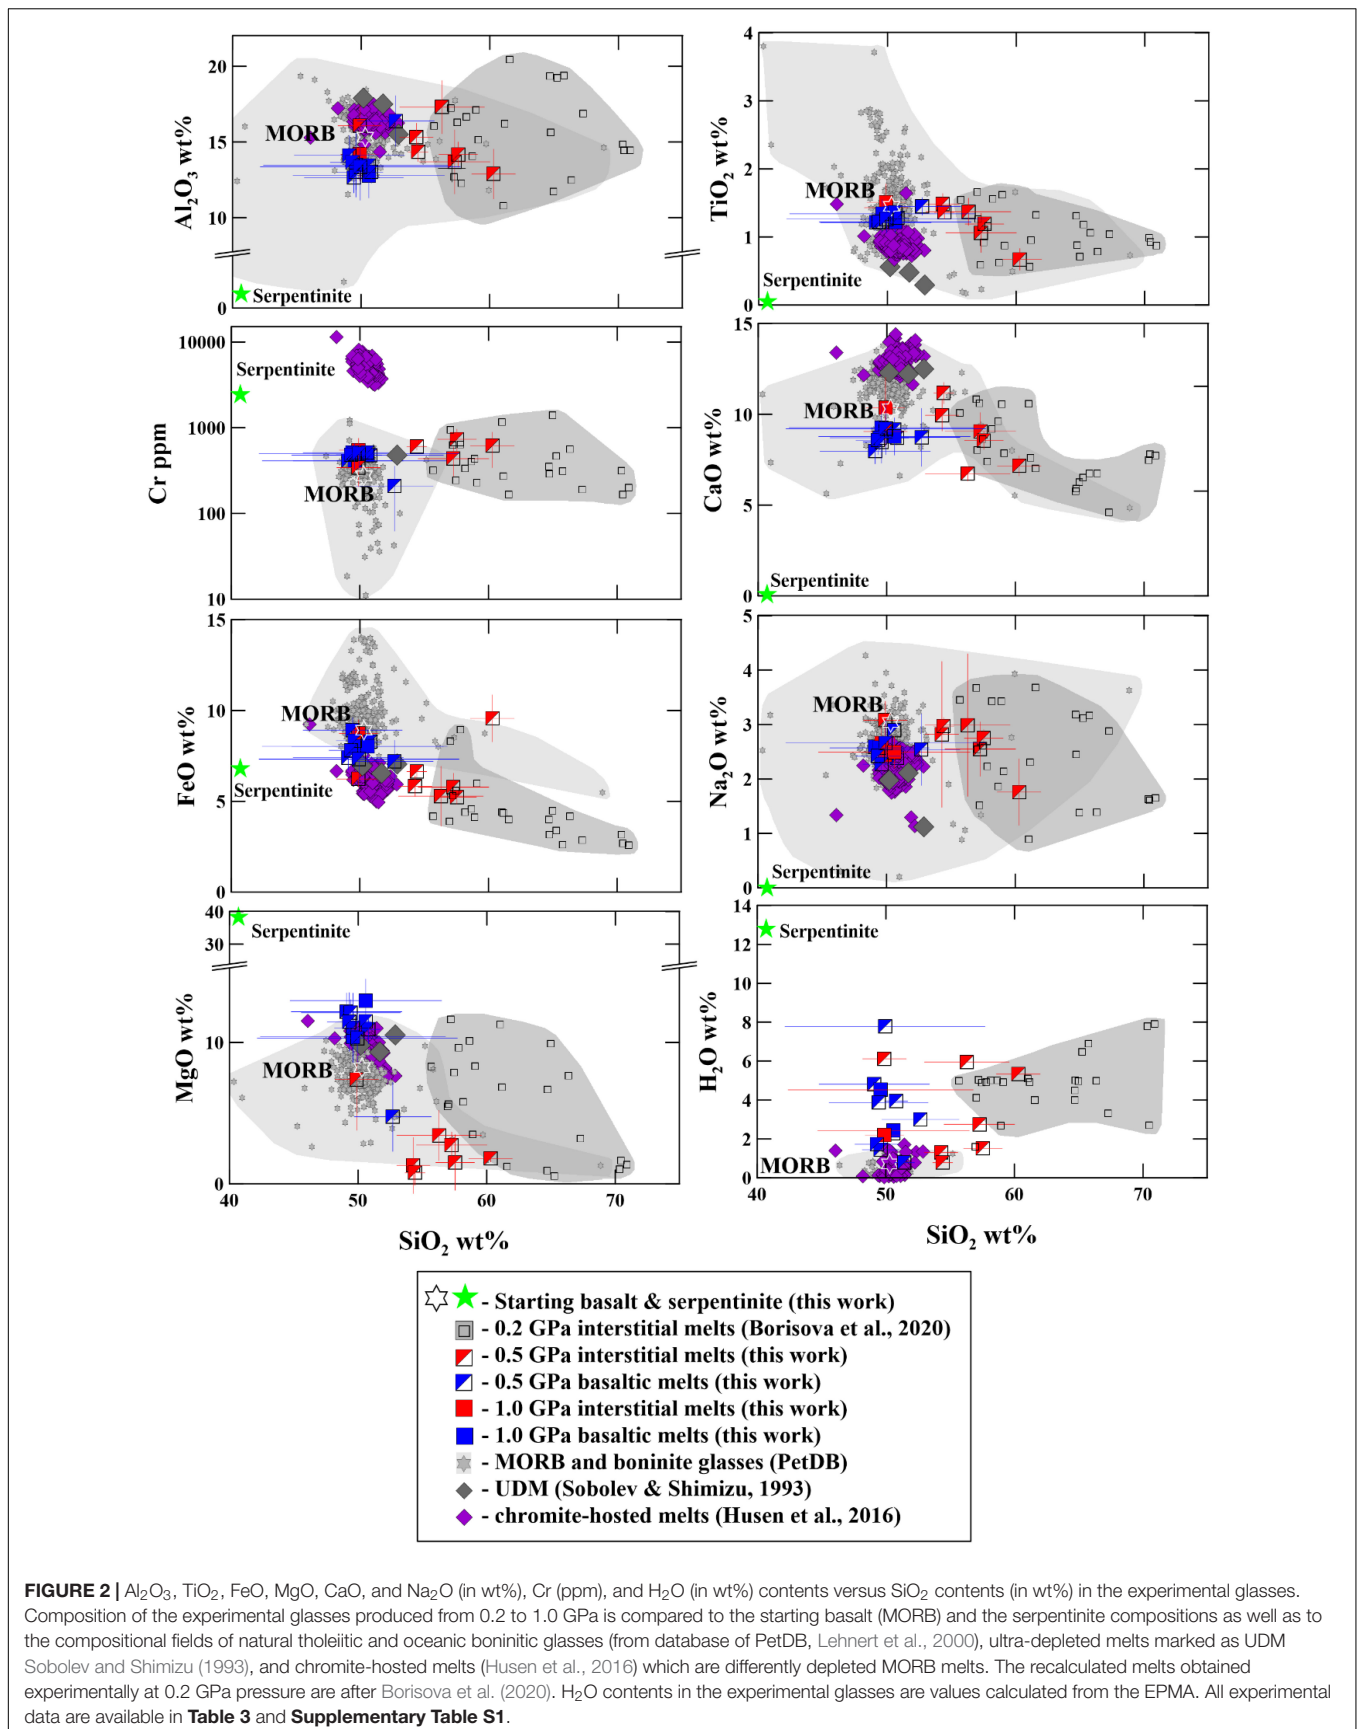 20
15
10
0
Al₂O₃ wt%
MORB
Serpentinite
4
3
2
1
0
TiO₂ wt%
MORB
Serpentinite
10000
1000
100
10
Cr ppm
Serpentinite
MORB
15
10
5
0
CaO wt%
MORB
Serpentinite
15
10
5
0
FeO wt%
MORB
Serpentinite
5
4
3
2
1
0
Na₂O wt%
MORB
Serpentinite
40
30
10
0
MgO wt%
Serpentinite
MORB
40 50 60 70
SiO₂ wt%
14
12
10
8
6
4
2
0
H₂O wt%
Serpentinite
MORB
40 50 60 70
SiO₂ wt%
- Starting basalt & serpentinite (this work)
- 0.2 GPa interstitial melts (Borisova et al., 2020)
- 0.5 GPa interstitial melts (this work)
- 0.5 GPa basaltic melts (this work)
- 1.0 GPa interstitial melts (this work)
- 1.0 GPa basaltic melts (this work)
- MORB and boninite glasses (PetDB)
- UDM (Sobolev & Shimizu, 1993)
- chromite-hosted melts (Husen et al., 2016)
FIGURE 2 | Al₂O₃, TiO₂, FeO, MgO, CaO, and Na₂O (in wt%), Cr (ppm), and H₂O (in wt%) contents versus SiO₂ contents (in wt%) in the experimental glasses.
Composition of the experimental glasses produced from 0.2 to 1.0 GPa is compared to the starting basalt (MORB) and the serpentinite compositions as well as to
the compositional fields of natural tholeiitic and oceanic boninitic glasses (from database of PetDB, Lehnert et al., 2000), ultra-depleted melts marked as UDM
Sobolev and Shimizu (1993), and chromite-hosted melts (Husen et al., 2016) which are differently depleted MORB melts. The recalculated melts obtained
experimentally at 0.2 GPa pressure are after Borisova et al. (2020). H₂O contents in the experimental glasses are values calculated from the EPMA. All experimental
data are available in Table 3 and Supplementary Table S1.